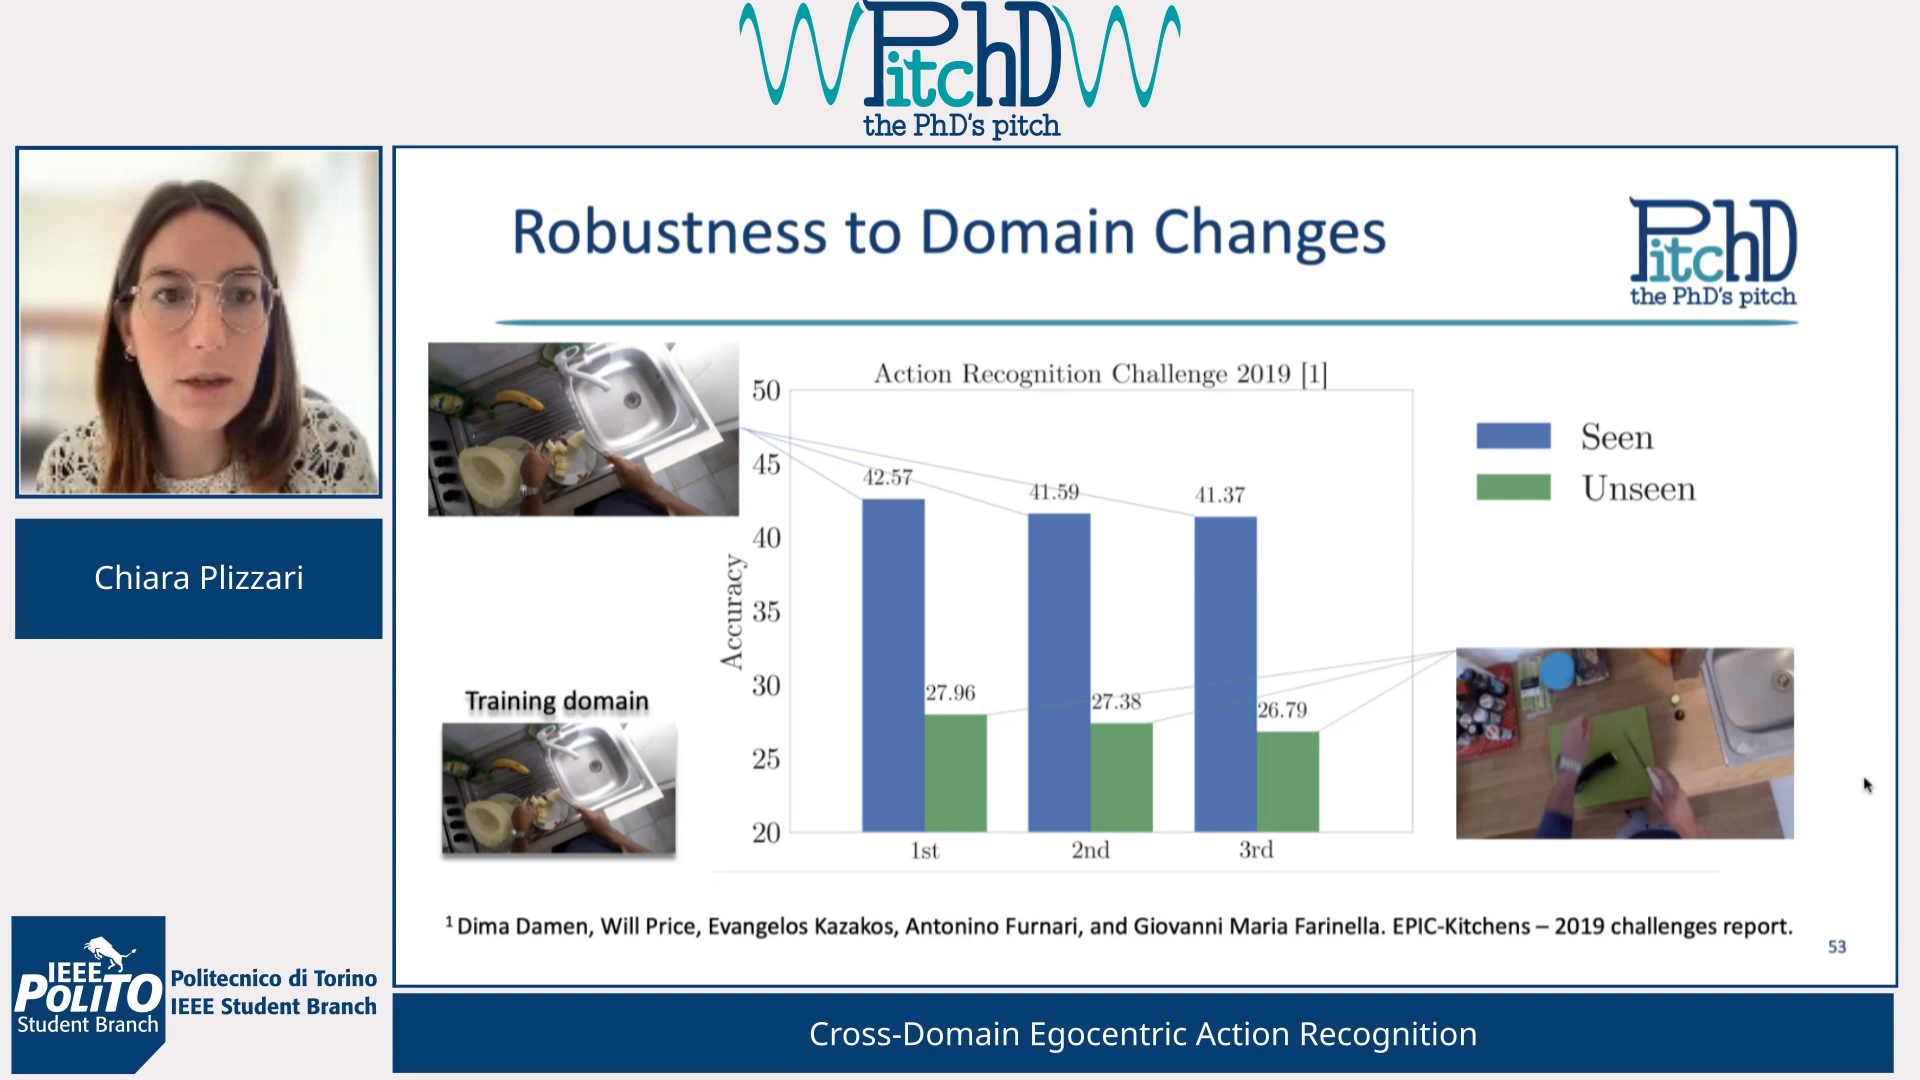 PitchD
the PhD's pitch
Chiara Plizzari
Robustness to Domain Changes
PitchD
the PhD's pitch
Action Recognition Challenge 2019 [1]
50
45
40
35
30
25
20
Accuracy
42.57
41.59
41.37
27.96
27.38
26.79
1st
2nd
3rd
Seen
Unseen
Training domain
1 Dima Damen, Will Price, Evangelos Kazakos, Antonino Furnari, and Giovanni Maria Farinella. EPIC-Kitchens – 2019 challenges report.
53
IEEE
POLITO
Student Branch
Politecnico di Torino
IEEE Student Branch
Cross-Domain Egocentric Action Recognition